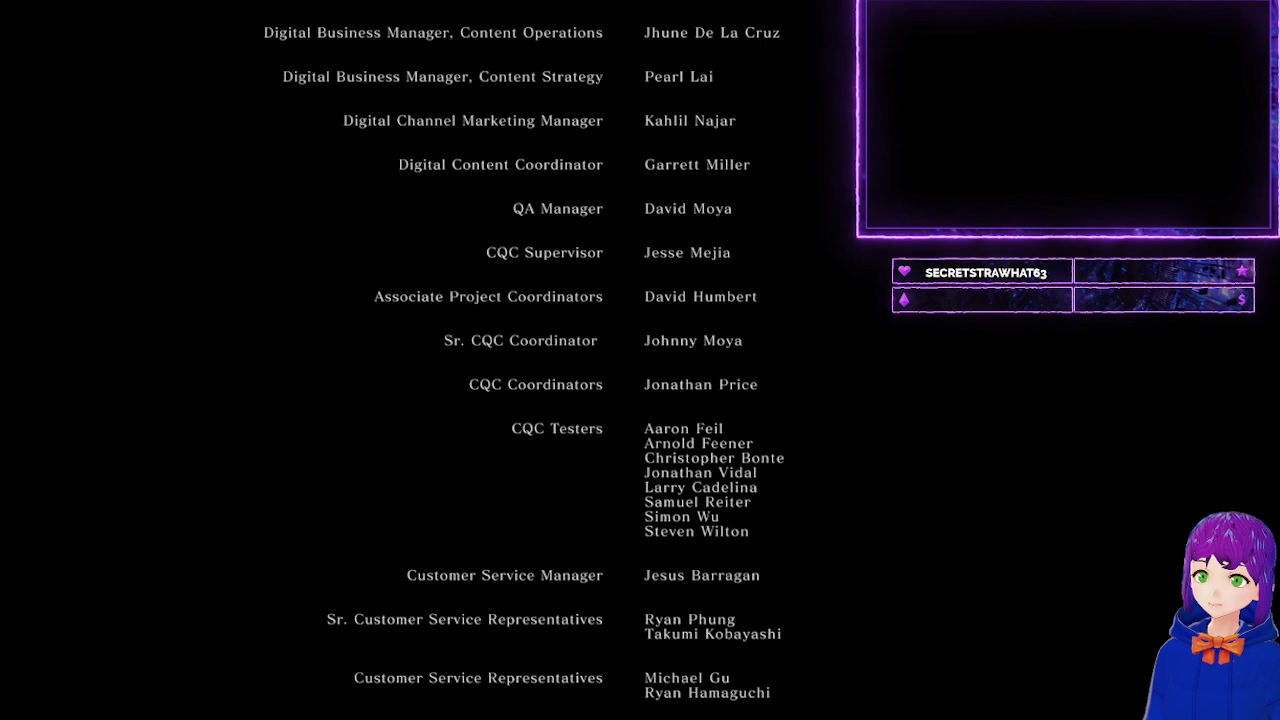 Digital Business Manager, Content Operations Jhune De La Cruz
Digital Business Manager, Content Strategy Pearl Lai
Digital Channel Marketing Manager Kahlil Najar
Digital Content Coordinator Garrett Miller
QA Manager David Moya
CQC Supervisor Jesse Mejia
Associate Project Coordinators David Humbert
Sr. CQC Coordinator Johnny Moya
CQC Coordinators Jonathan Price
CQC Testers Aaron Feil
Arnold Feener
Christopher Bonte
Jonathan Vidal
Larry Cadelina
Samuel Reiter
Simon Wu
Steven Wilton
Customer Service Manager Jesus Barragan
Sr. Customer Service Representatives Ryan Phung
Takumi Kobayashi
Customer Service Representatives Michael Gu
Ryan Hamaguchi
SECRETSTRAWHAT63
$